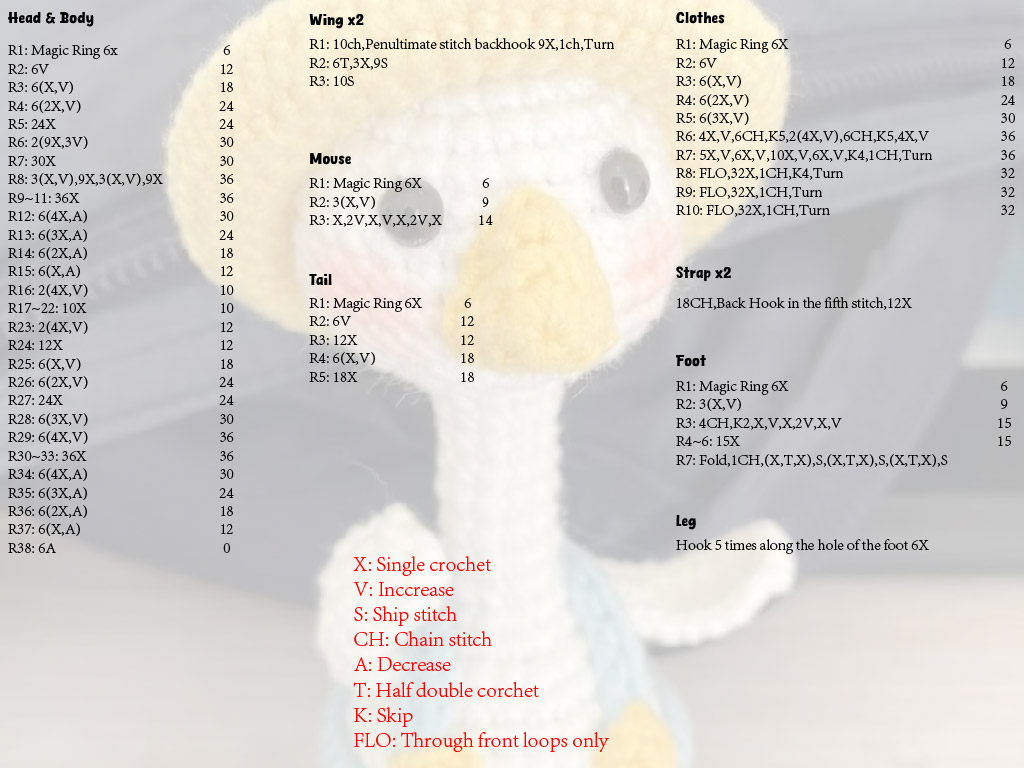 Head & Body
R1: Magic Ring 6x 6
R2: 6V 12
R3: 6(X,V) 18
R4: 6(2X,V) 24
R5: 24X 24
R6: 2(9X,3V) 30
R7: 30X 30
R8: 3(X,V),9X,3(X,V),9X 36
R9~11: 36X 36
R12: 6(4X,A) 30
R13: 6(3X,A) 24
R14: 6(2X,A) 18
R15: 6(X,A) 12
R16: 2(4X,V) 10
R17~22: 10X 10
R23: 2(4X,V) 12
R24: 12X 12
R25: 6(X,V) 18
R26: 6(2X,V) 24
R27: 24X 24
R28: 6(3X,V) 30
R29: 6(4X,V) 36
R30~33: 36X 36
R34: 6(4X,A) 30
R35: 6(3X,A) 24
R36: 6(2X,A) 18
R37: 6(X,A) 12
R38: 6A 0
Wing x2
R1: 10ch,Penultimate stitch backhook 9X,1ch,Turn
R2: 6T,3X,9S
R3: 10S
Mouse
R1: Magic Ring 6X 6
R2: 3(X,V) 9
R3: X,2V,X,V,X,2V,X 14
Tail
R1: Magic Ring 6X 6
R2: 6V 12
R3: 12X 12
R4: 6(X,V) 18
R5: 18X 18
Clothes
R1: Magic Ring 6X 6
R2: 6V 12
R3: 6(X,V) 18
R4: 6(2X,V) 24
R5: 6(3X,V) 30
R6: 4X,V,6CH,K5,2(4X,V),6CH,K5,4X,V 36
R7: 5X,V,6X,V,10X,V,6X,V,K4,1CH,Turn 36
R8: FLO,32X,1CH,K4,Turn 32
R9: FLO,32X,1CH,Turn 32
R10: FLO,32X,1CH,Turn 32
Strap x2
18CH,Back Hook in the fifth stitch,12X
Foot
R1: Magic Ring 6X 6
R2: 3(X,V) 9
R3: 4CH,K2,X,V,X,2V,X,V 15
R4~6: 15X 15
R7: Fold,1CH,(X,T,X),S,(X,T,X),S,(X,T,X),S
Leg
Hook 5 times along the hole of the foot 6X
X: Single crochet
V: Inccrease
S: Ship stitch
CH: Chain stitch
A: Decrease
T: Half double corchet
K: Skip
FLO: Through front loops only